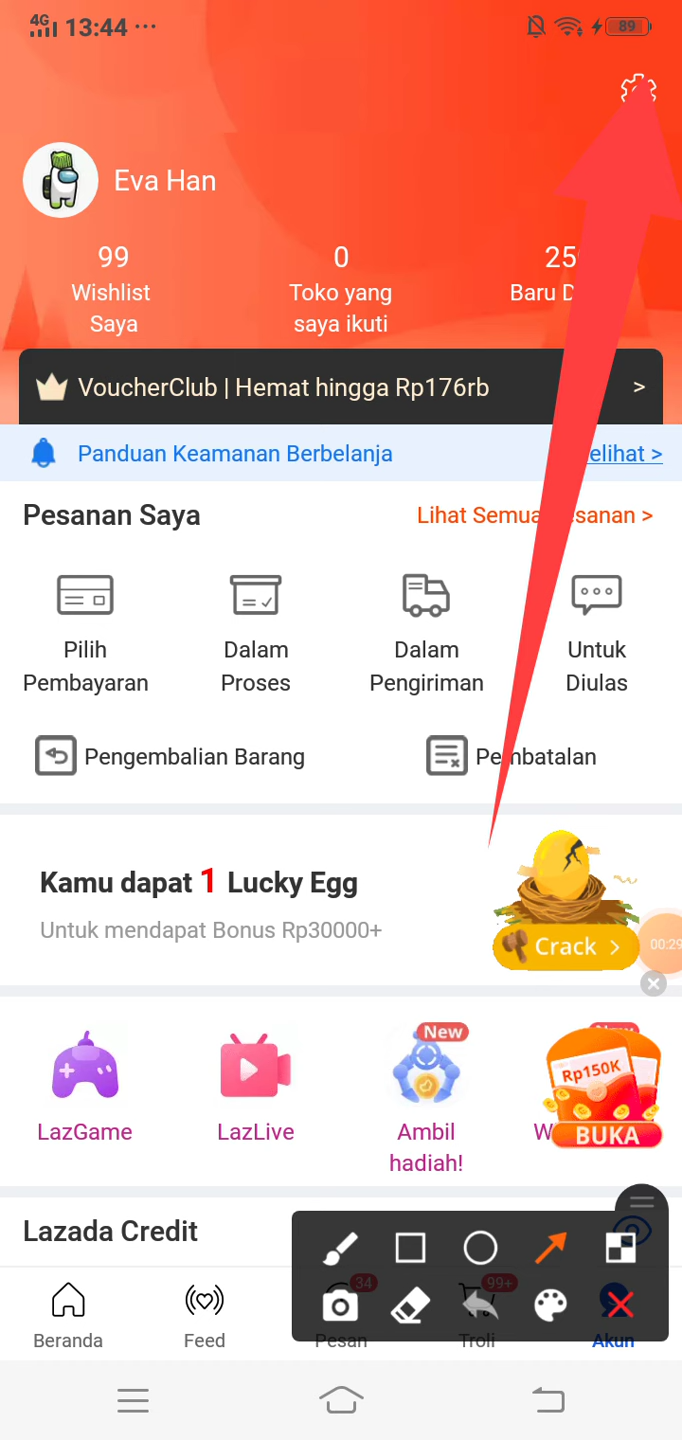 4G 13:44 ...
89
Eva Han
99
0
Wishlist
Saya
Toko yang
saya ikuti
Baru
VoucherClub | Hemat hingga Rp176rb >
Panduan Keamanan Berbelanja
Pesanan Saya
Lihat Semua
Pilih
Pembayaran
Dalam
Proses
Dalam
Pengiriman
Untuk
Diulas
Pengembalian Barang
Pembatalan
Kamu dapat 1 Lucky Egg
Untuk mendapat Bonus Rp30000+
Crack >
00:29
New
Rp150K
BUKA
LazGame
LazLive
Ambil
hadiah!
Lazada Credit
34
99+
Beranda
Feed
Pesan
Troli
Akun